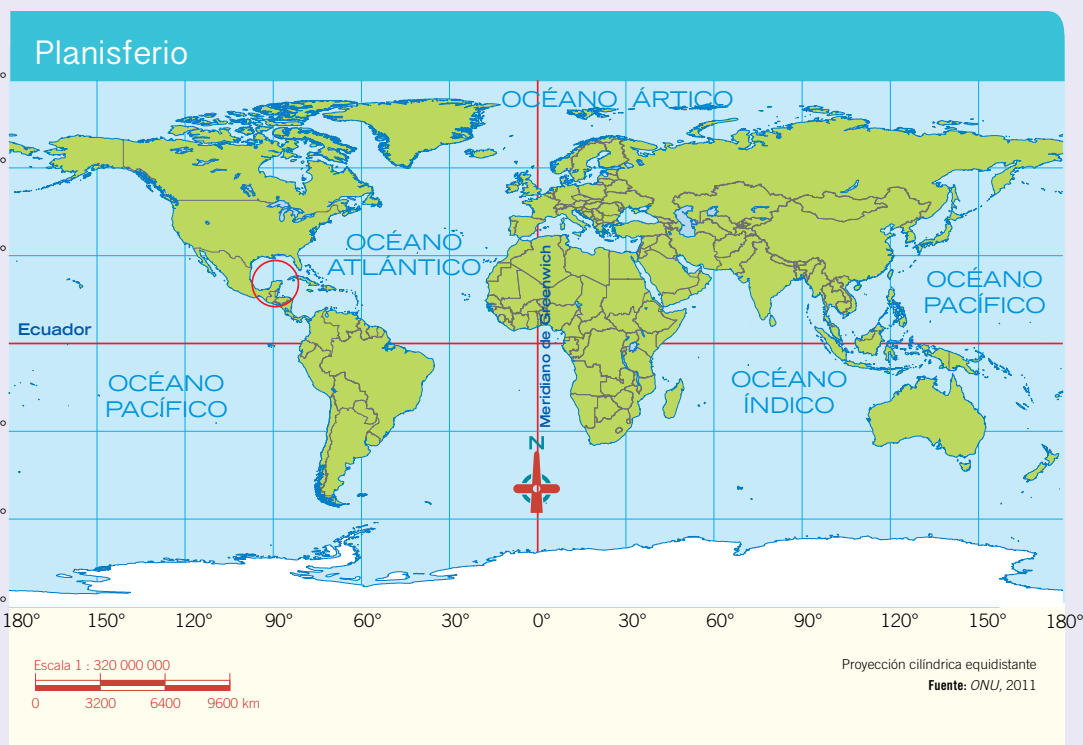 Planisferio
OCÉANO ÁRTICO
OCÉANO
ATLÁNTICO
OCÉANO
PACÍFICO
Ecuador
Meridiano de Greenwich
OCÉANO
PACÍFICO
OCÉANO
ÍNDICO
N
180° 150° 120° 90° 60° 30° 0° 30° 60° 90° 120° 150° 180°
Escala 1 : 320 000 000
0 3200 6400 9600 km
Proyección cilíndrica equidistante
Fuente: ONU, 2011